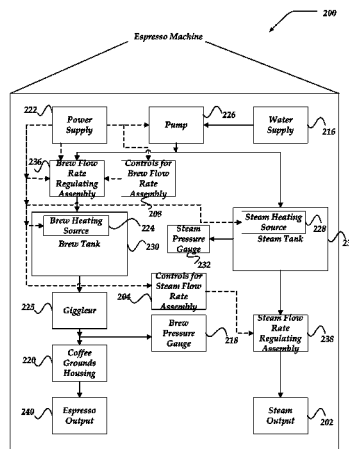 200
Espresso Machine
222
Power
Supply
Pump
226
Water
Supply
216
236
Brew Flow
Rate
Regulating
Assembly
Controls for
Brew Flow
Rate
Assembly
208
Brew Heating
Source
224
Brew Tank
230
Steam
Pressure
Gauge
232
Steam Heating
Source
228
Steam Tank
225
Giggleur
204
Controls for
Steam Flow
Rate
Assembly
Brew
Pressure
Gauge
218
Steam Flow
Rate
Regulating
Assembly
238
220
Coffee
Grounds
Housing
240
Espresso
Output
Steam
Output
202